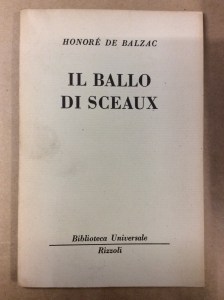 HONORÉ DE BALZAC
IL BALLO
DI SCEAUX
Biblioteca Universale
Rizzoli